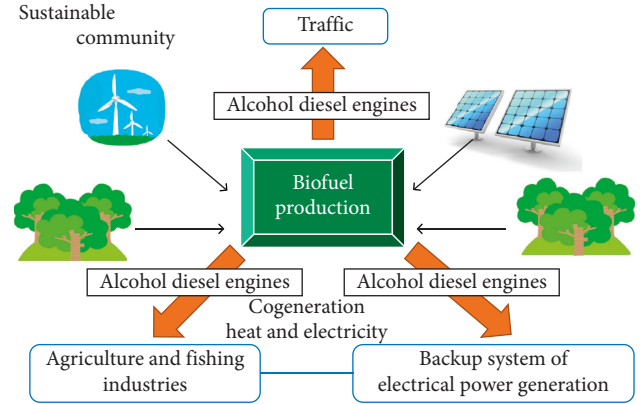 Sustainable
community
Traffic
Alcohol diesel engines
Biofuel
production
Alcohol diesel engines
Alcohol diesel engines
Cogeneration
heat and electricity
Agriculture and fishing
industries
Backup system of
electrical power generation